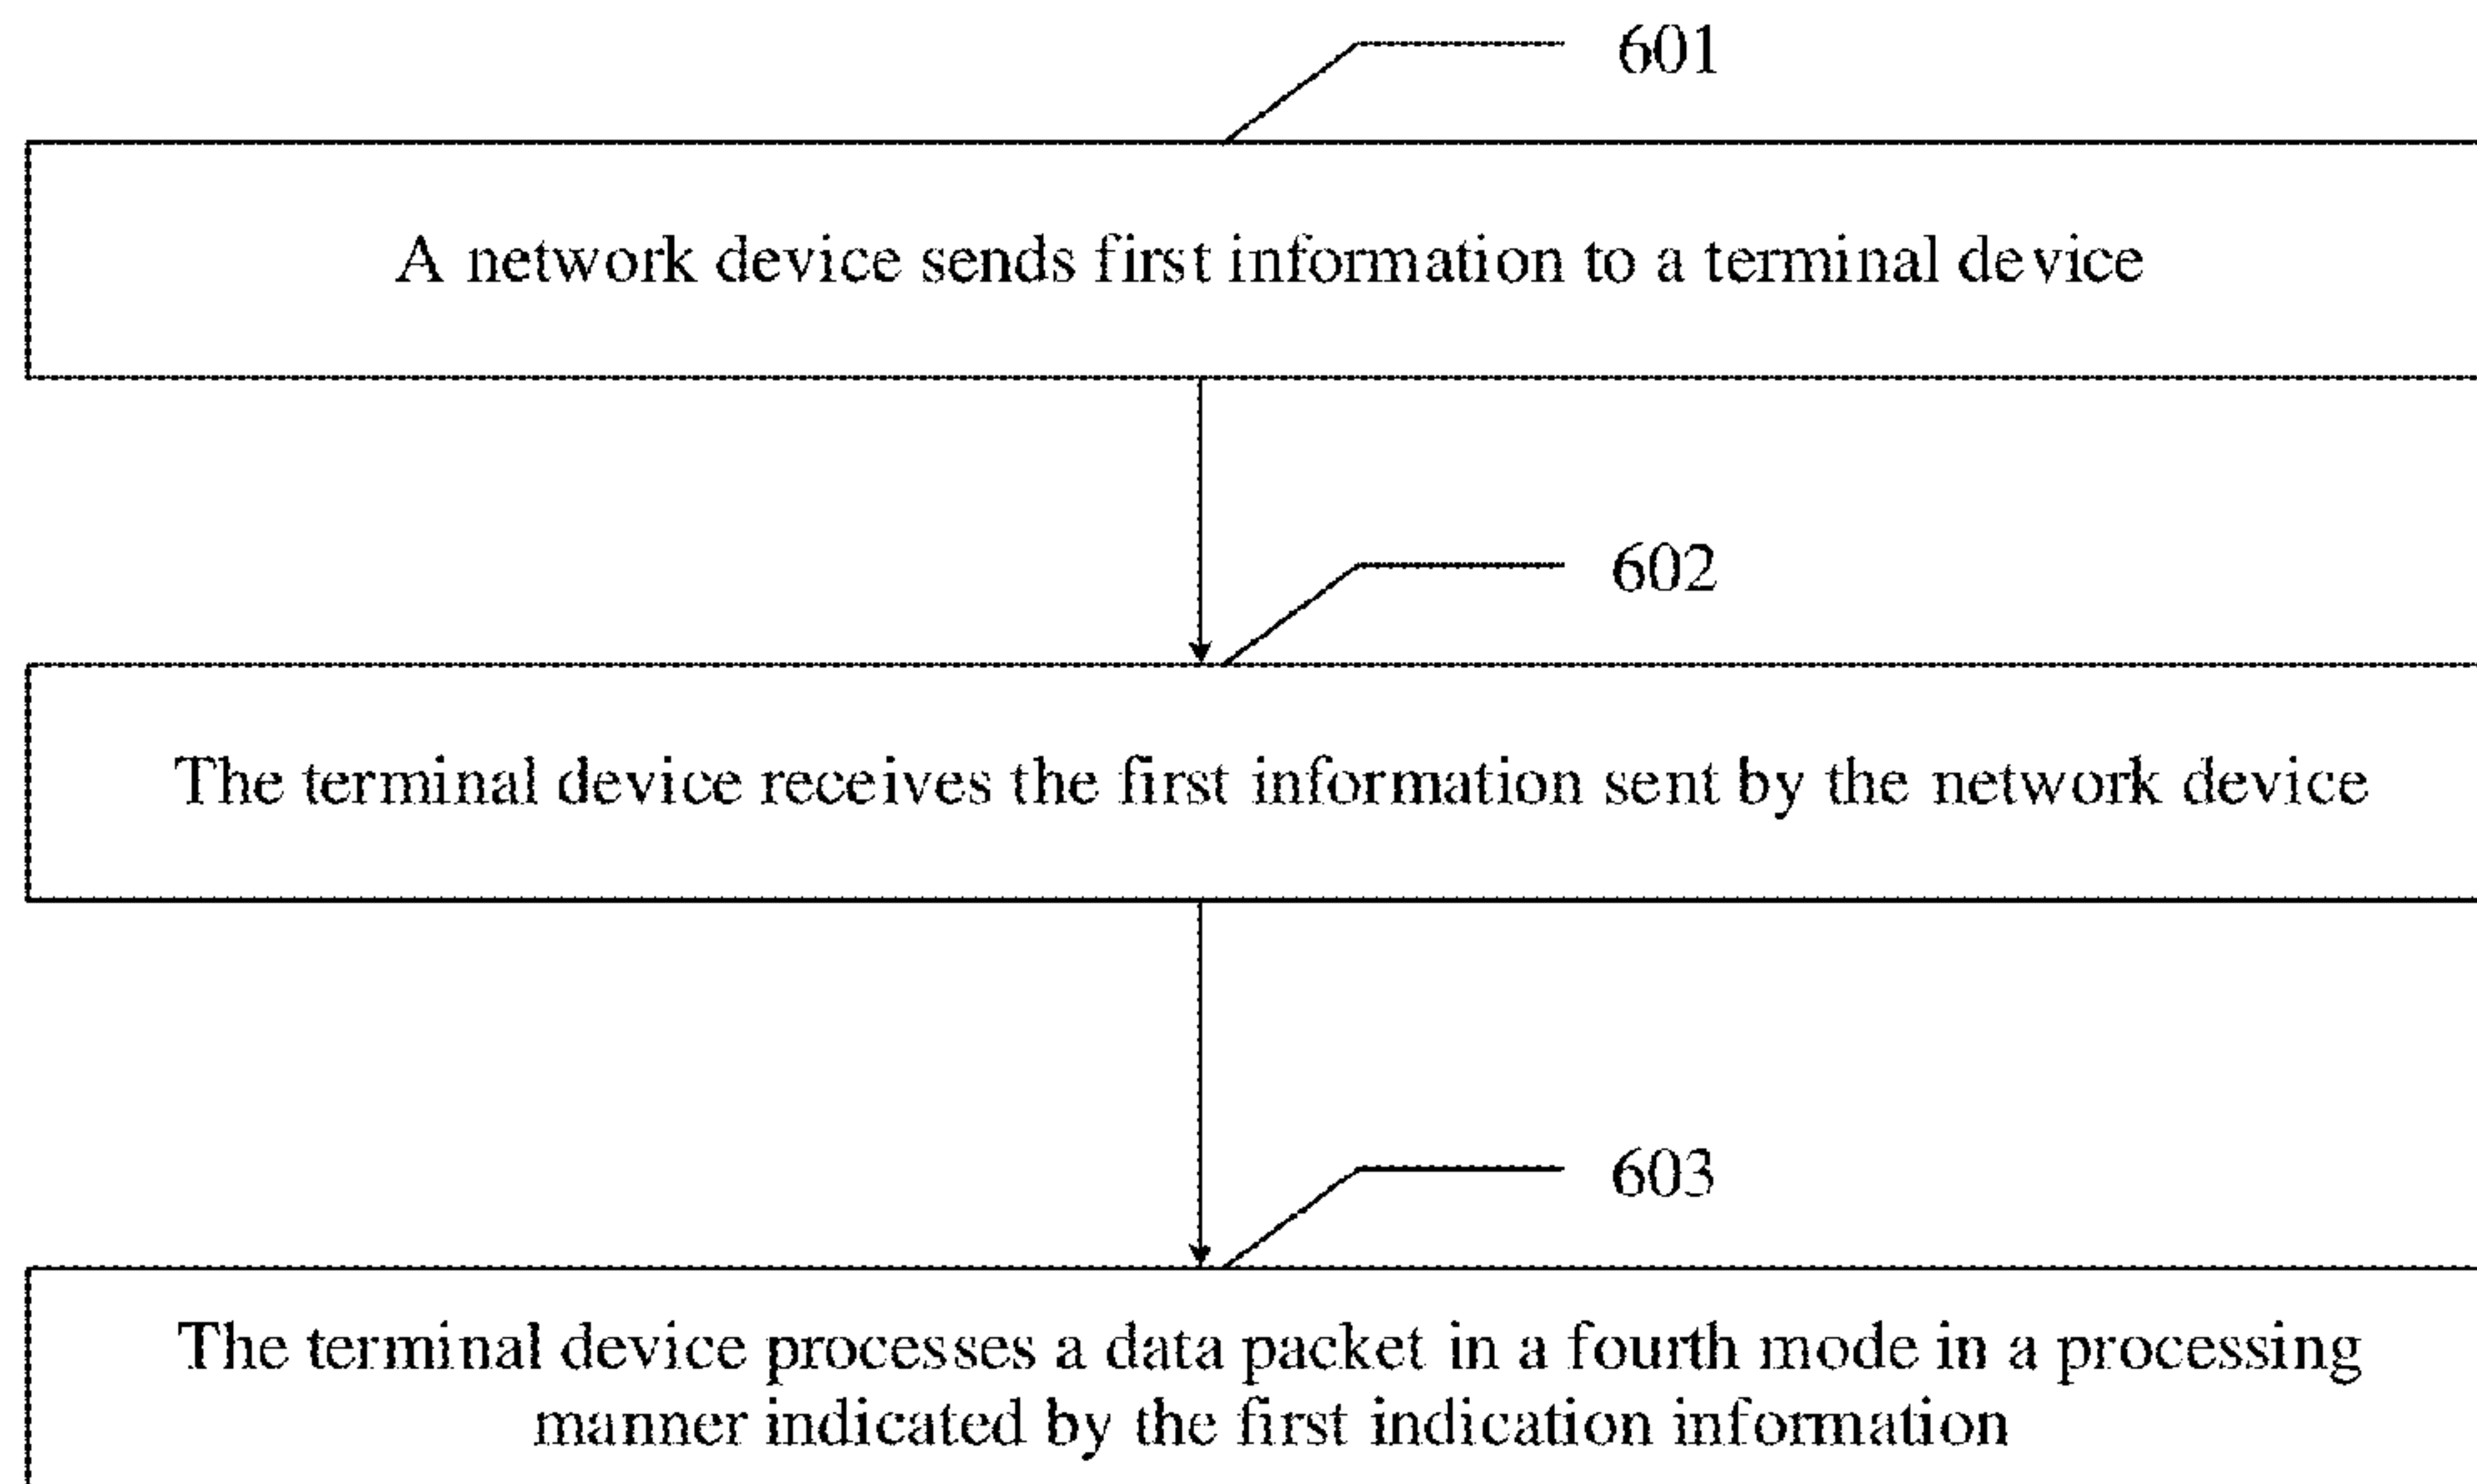 601
A network device sends first information to a terminal device
602
The terminal device receives the first information sent by the network device
603
The terminal device processes a data packet in a fourth mode in a processing
manner indicated by the first indication information